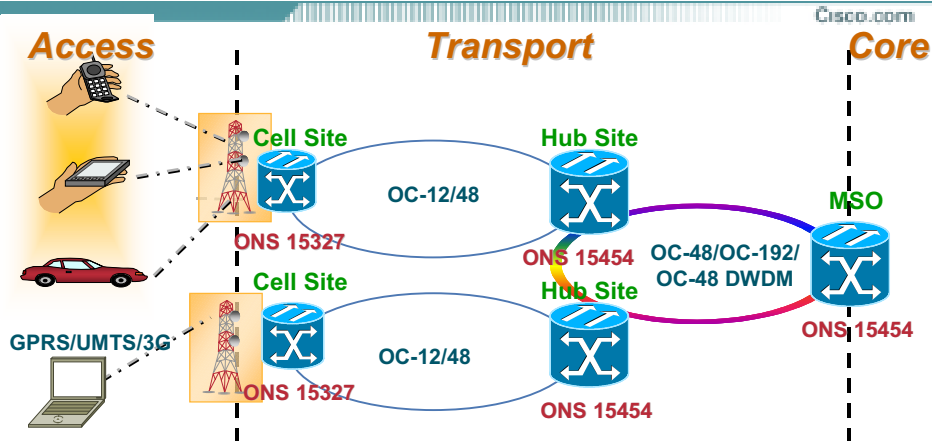 Cisco.com
Access
Transport
Core
Cell Site
Hub Site
OC-12/48
MSO
ONS 15327
ONS 15454
OC-48/OC-192/
OC-48 DWDM
Cell Site
Hub Site
ONS 15454
GPRS/UMTS/3G
OC-12/48
ONS 15327
ONS 15454